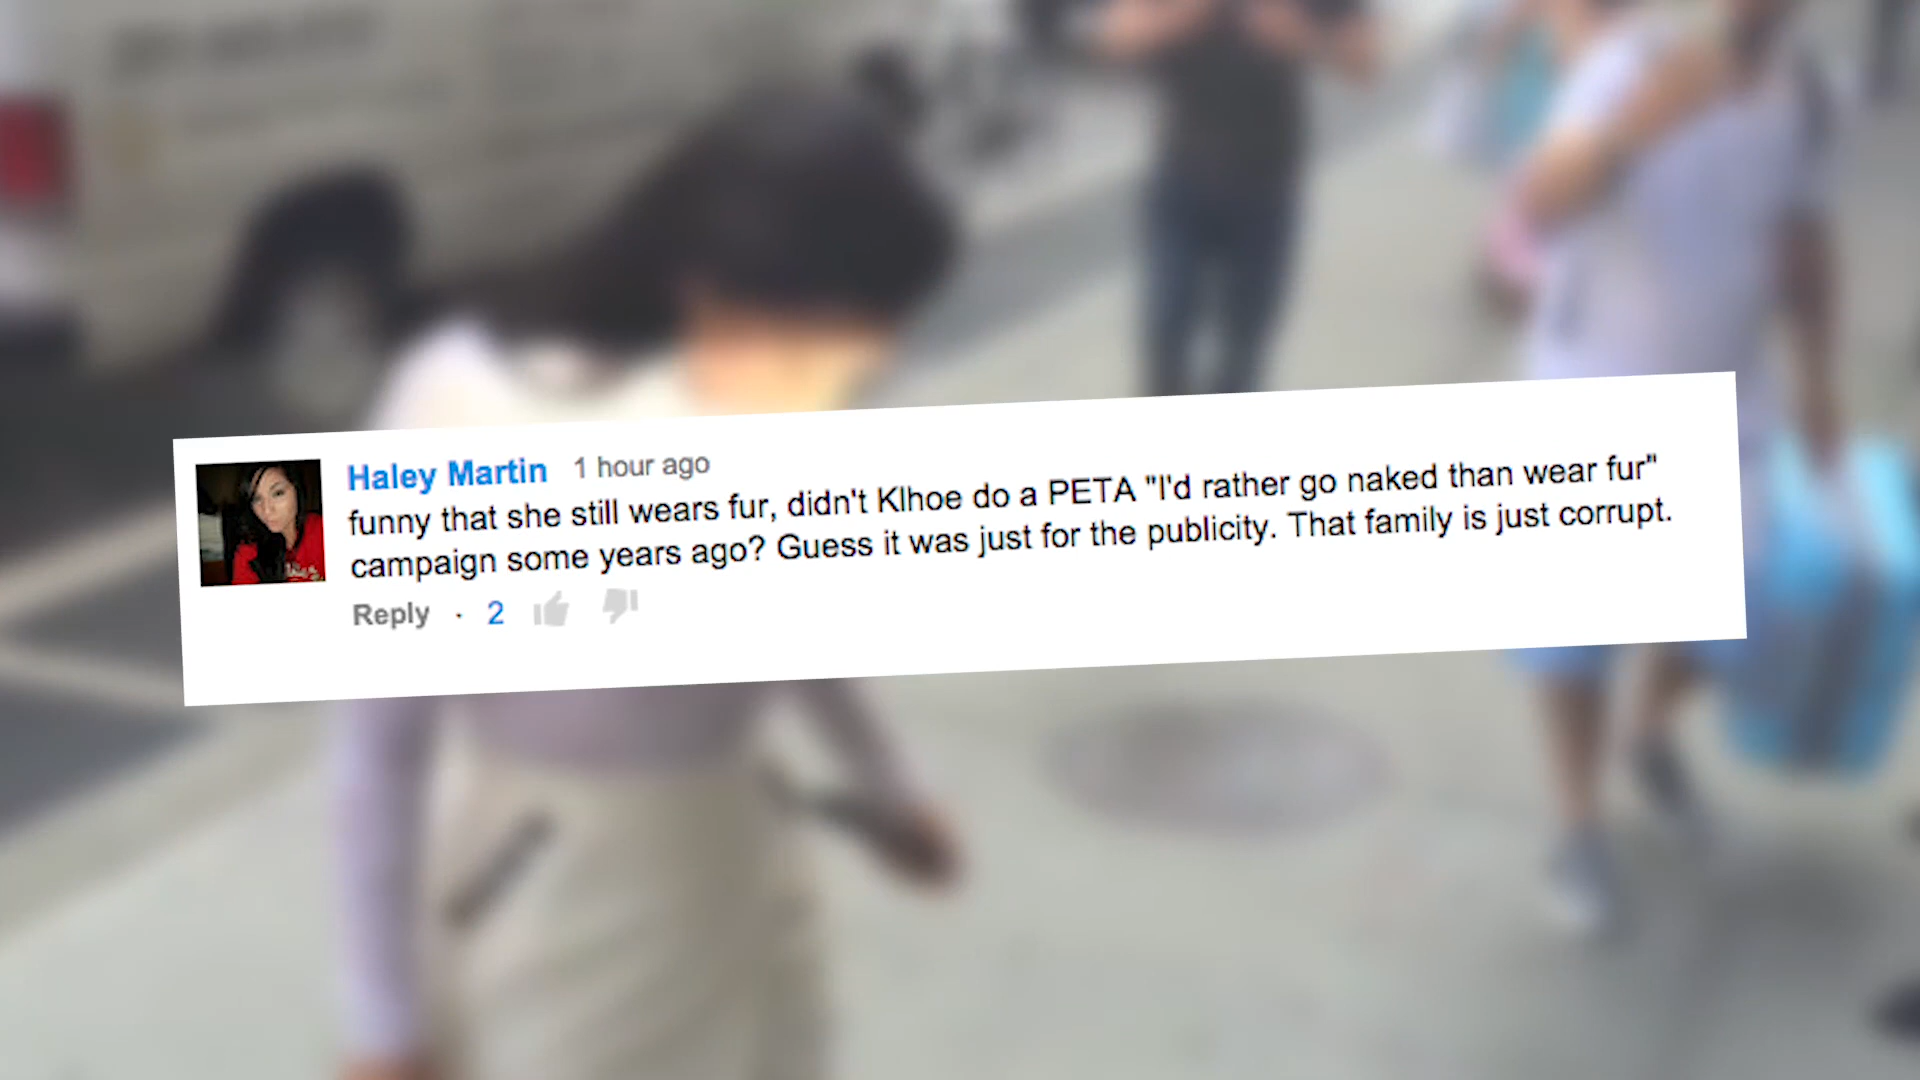 Haley Martin 1 hour ago
funny that she still wears fur, didn't Klhoe do a PETA "I'd rather go naked than wear fur"
campaign some years ago? Guess it was just for the publicity. That family is just corrupt.
Reply · 2